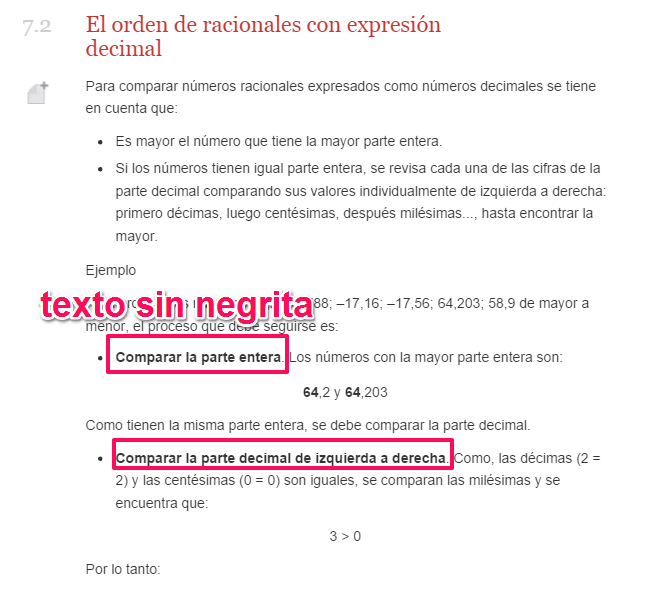 7.2 El orden de racionales con expresión
decimal
Para comparar números racionales expresados como números decimales se tiene
en cuenta que:
• Es mayor el número que tiene la mayor parte entera.
• Si los números tienen igual parte entera, se revisa cada una de las cifras de la
parte decimal comparando sus valores individualmente de izquierda a derecha:
primero décimas, luego centésimas, después milésimas..., hasta encontrar la
mayor.
Ejemplo
texto sin negrita
88; –17,16; –17,56; 64,203; 58,9 de mayor a
menor, el proceso que debe seguirse es:
• Comparar la parte entera. Los números con la mayor parte entera son:
64,2 y 64,203
Como tienen la misma parte entera, se debe comparar la parte decimal.
• Comparar la parte decimal de izquierda a derecha. Como, las décimas (2 =
2) y las centésimas (0 = 0) son iguales, se comparan las milésimas y se
encuentra que:
3 > 0
Por lo tanto: